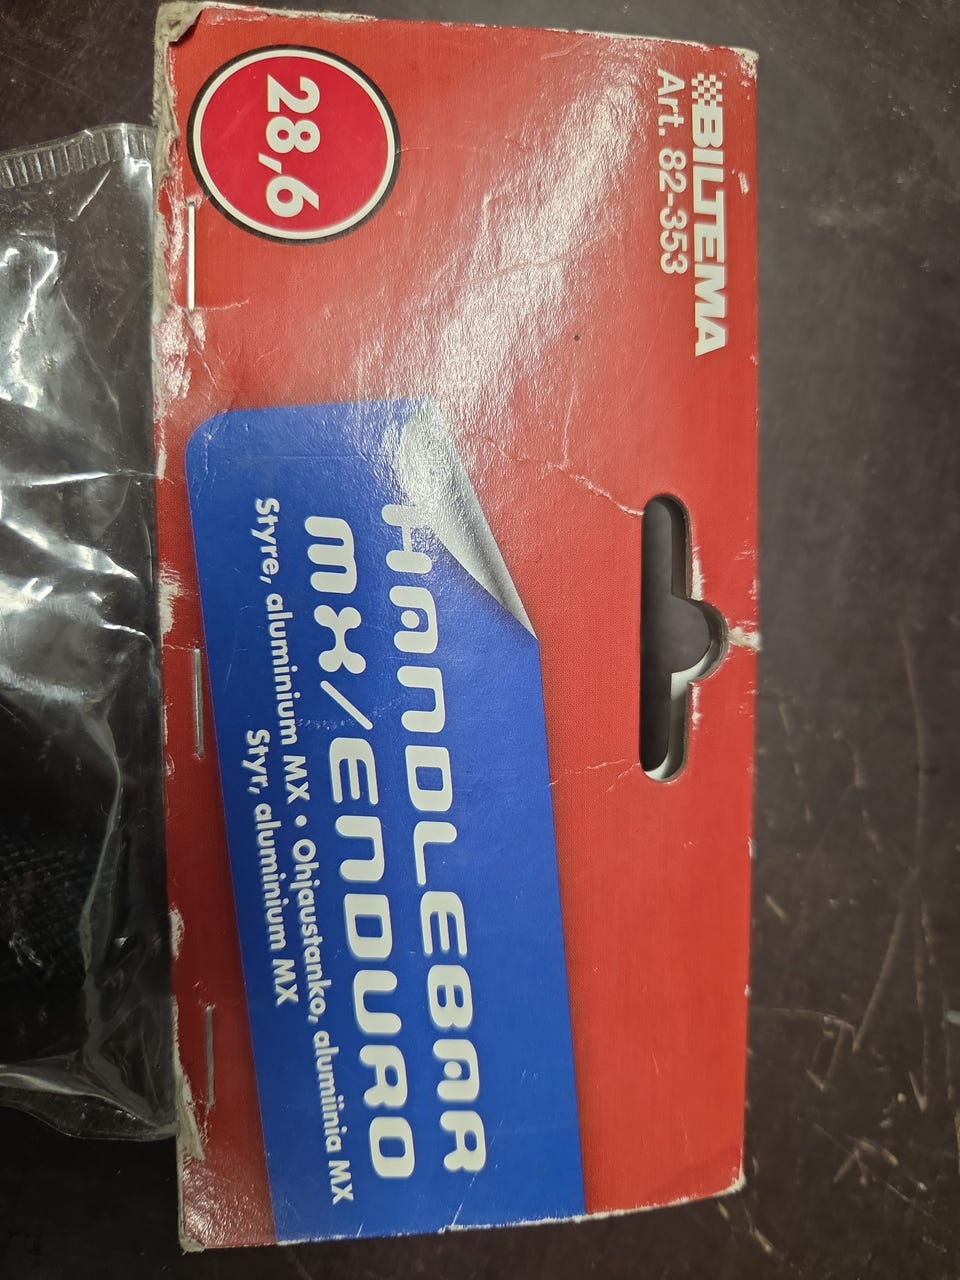 BILTEMA
Art. 82-353
HANDLEBAR
MX/ENDURO
Styre, aluminium MX • Ohjaustanko, alumiinia MX
Styr, aluminium MX
28,6